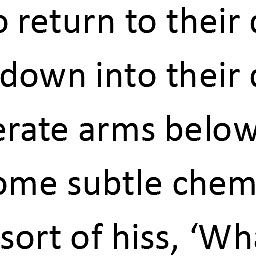 o return to their
down into their
erate arms below
ome subtle chem
sort of hiss, ‘Wha